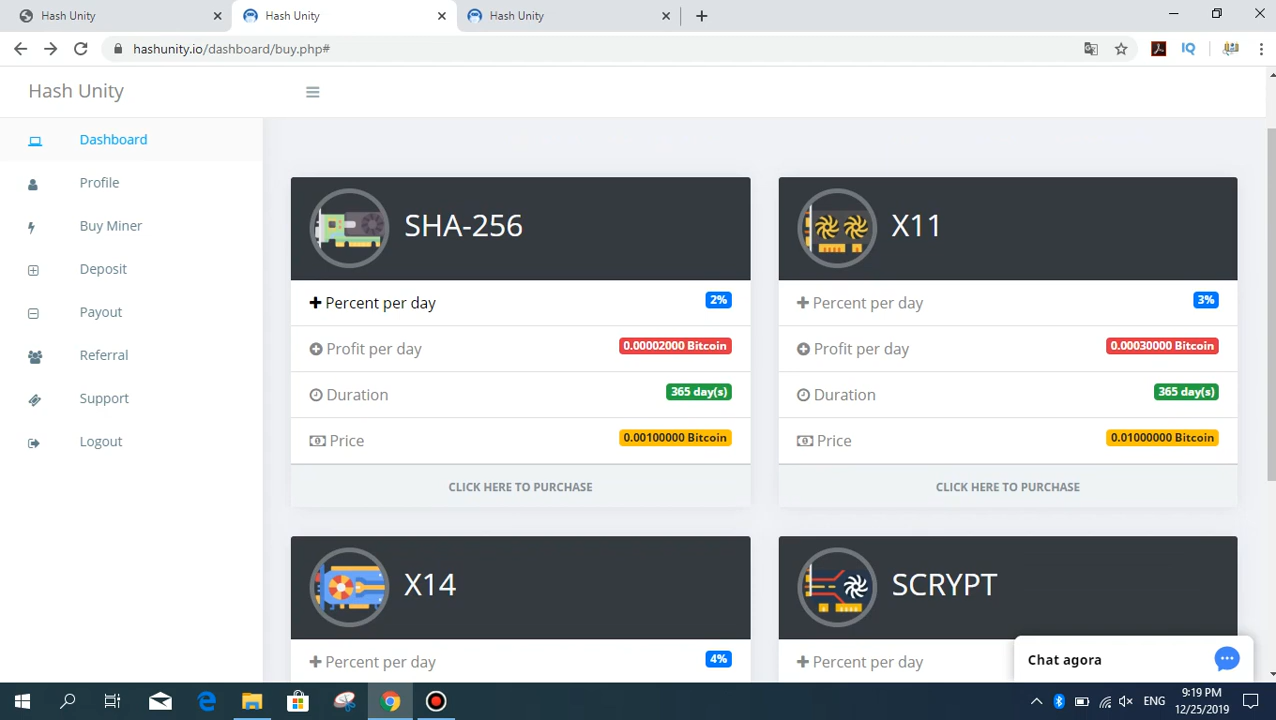 Hash Unity
Hash Unity
Hash Unity
hashunity.io/dashboard/buy.php#
IQ
Hash Unity
Dashboard
Profile
Buy Miner
Deposit
Payout
Referral
Support
Logout
SHA-256
Percent per day 2%
Profit per day 0.00002000 Bitcoin
Duration 365 day(s)
Price 0.00100000 Bitcoin
CLICK HERE TO PURCHASE
X11
Percent per day 3%
Profit per day 0.00030000 Bitcoin
Duration 365 day(s)
Price 0.01000000 Bitcoin
CLICK HERE TO PURCHASE
X14
Percent per day 4%
SCRYPT
Percent per day
Chat agora
ENG
9:19 PM
12/25/2019